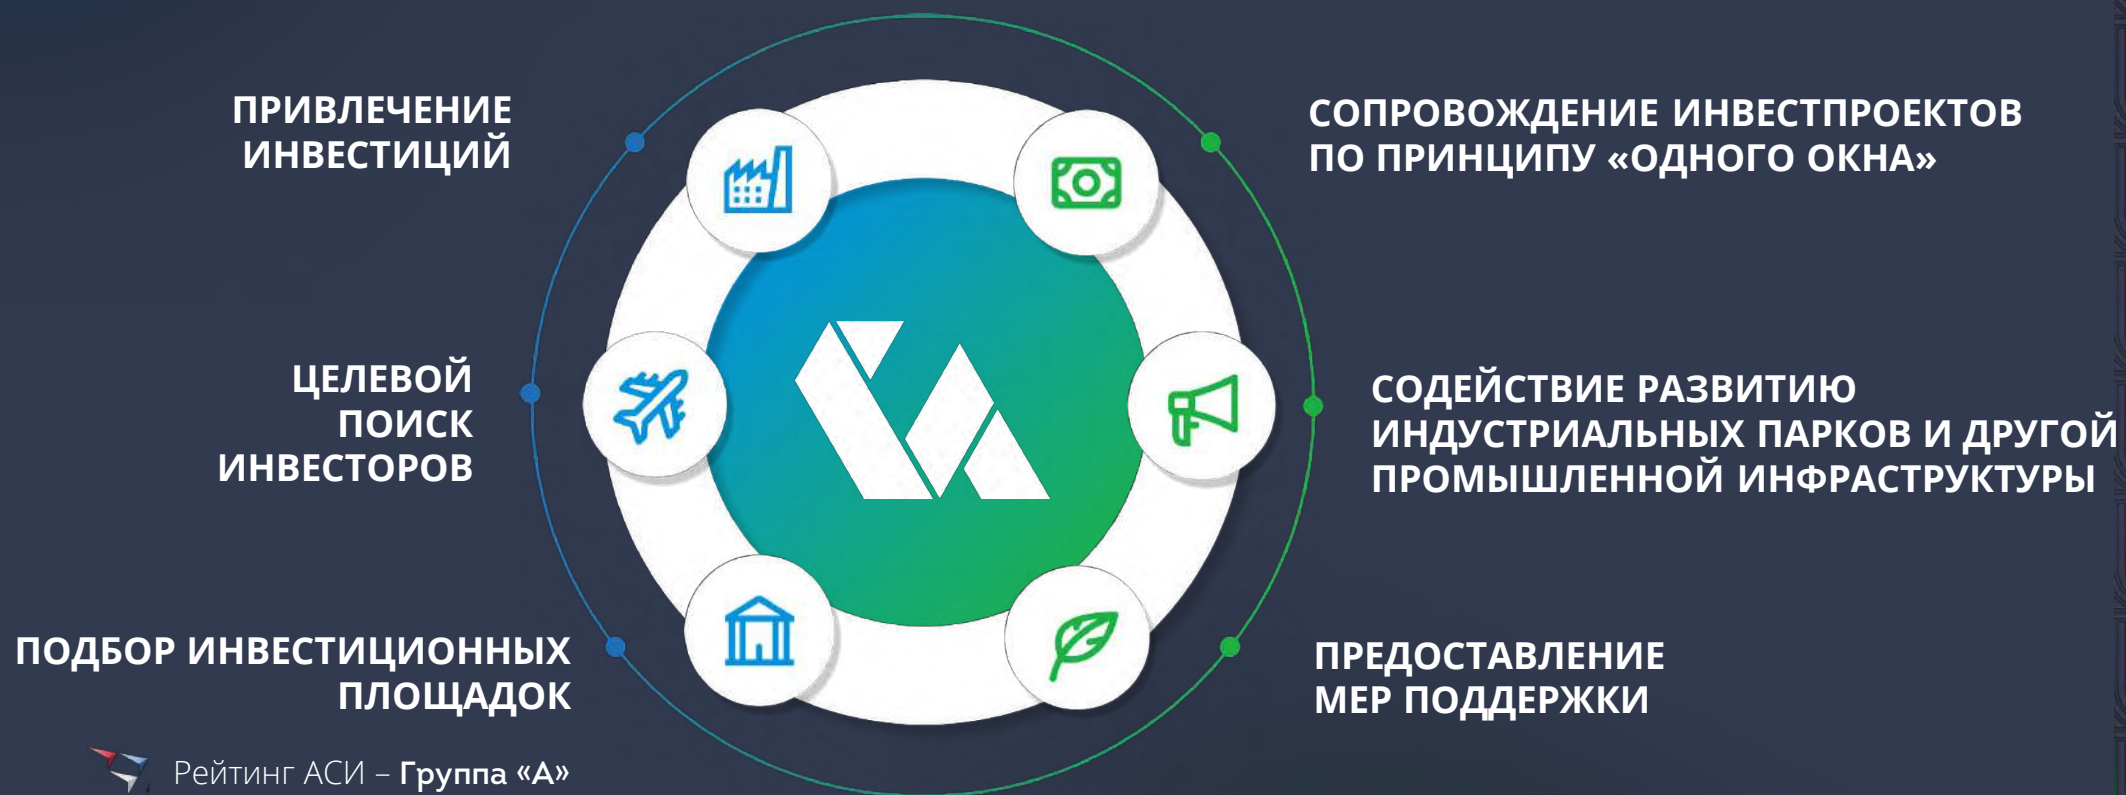 ПРИВЛЕЧЕНИЕ
ИНВЕСТИЦИЙ
СОПРОВОЖДЕНИЕ ИНВЕСТПРОЕКТОВ
ПО ПРИНЦИПУ «ОДНОГО ОКНА»
ЦЕЛЕВОЙ
ПОИСК
ИНВЕСТОРОВ
СОДЕЙСТВИЕ РАЗВИТИЮ
ИНДУСТРИАЛЬНЫХ ПАРКОВ И ДРУГОЙ
ПРОМЫШЛЕННОЙ ИНФРАСТРУКТУРЫ
ПОДБОР ИНВЕСТИЦИОННЫХ
ПЛОЩАДОК
ПРЕДОСТАВЛЕНИЕ
МЕР ПОДДЕРЖКИ
Рейтинг АСИ – Группа «А»